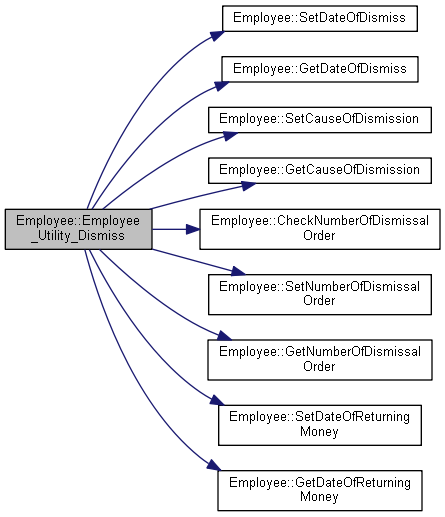 Employee::SetDateOfDismiss
Employee::GetDateOfDismiss
Employee::SetCauseOfDismission
Employee::GetCauseOfDismission
Employee::Employee
_Utility_Dismiss
Employee::CheckNumberOfDismissal
Order
Employee::SetNumberOfDismissal
Order
Employee::GetNumberOfDismissal
Order
Employee::SetDateOfReturning
Money
Employee::GetDateOfReturning
Money